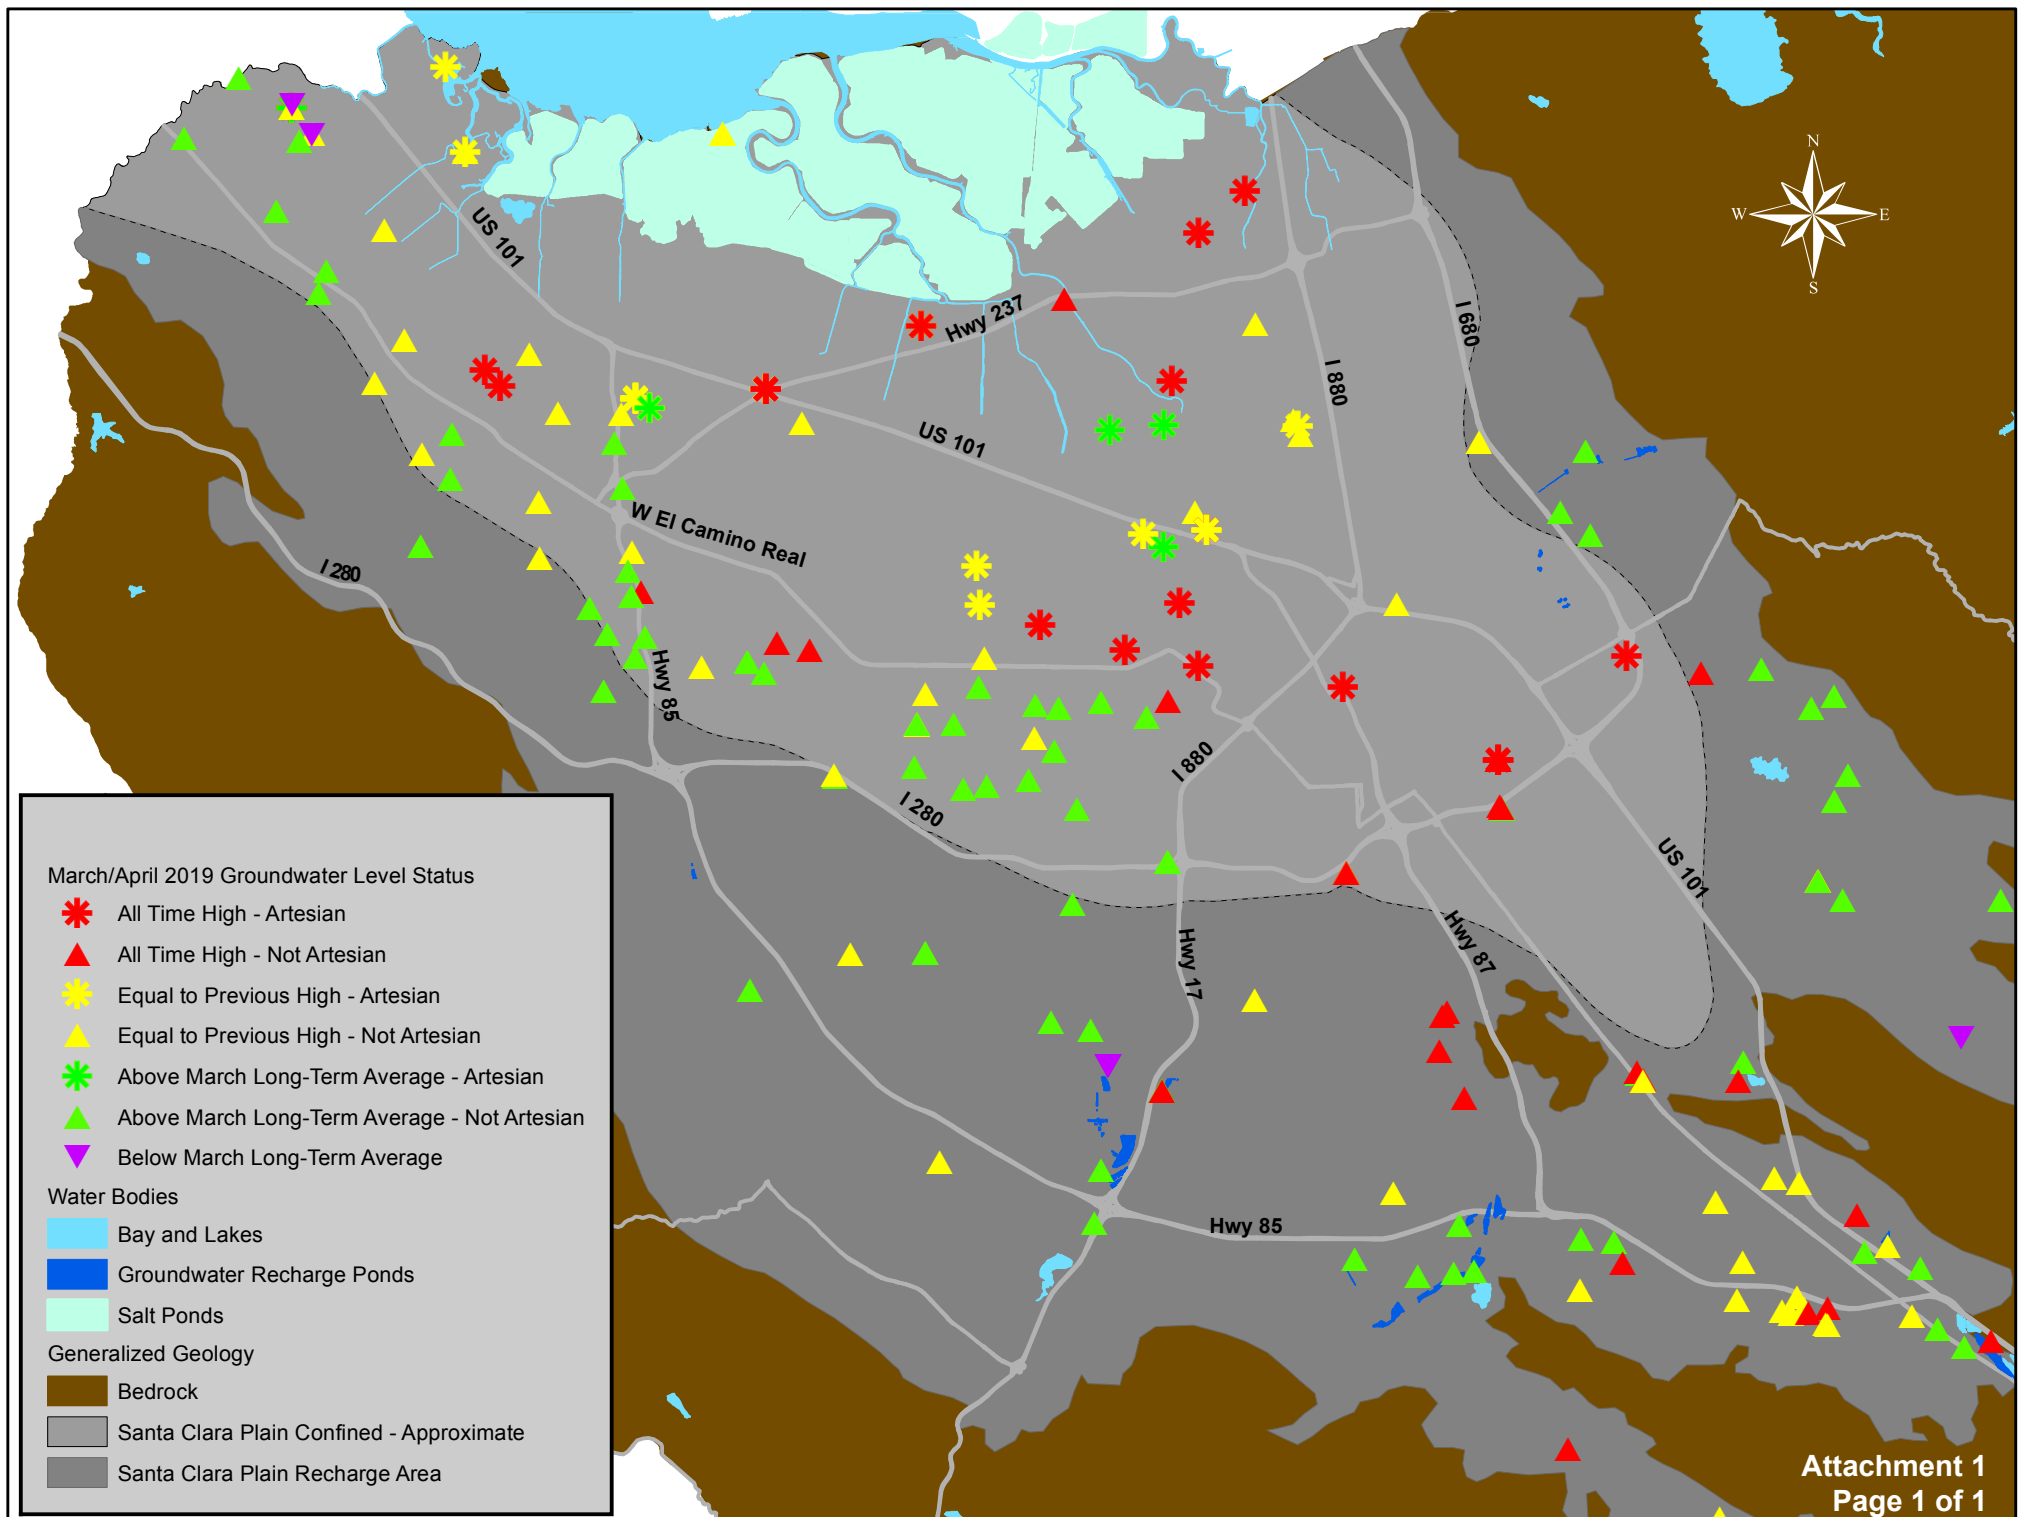 N
W
E
S
US 101
Hwy 237
I 680
I 880
US 101
W El Camino Real
I 280
Hwy 85
I 880
I 280
US 101
Hwy 17
Hwy 87
Hwy 85
March/April 2019 Groundwater Level Status
All Time High - Artesian
All Time High - Not Artesian
Equal to Previous High - Artesian
Equal to Previous High - Not Artesian
Above March Long-Term Average - Artesian
Above March Long-Term Average - Not Artesian
Below March Long-Term Average
Water Bodies
Bay and Lakes
Groundwater Recharge Ponds
Salt Ponds
Generalized Geology
Bedrock
Santa Clara Plain Confined - Approximate
Santa Clara Plain Recharge Area
Attachment 1
Page 1 of 1